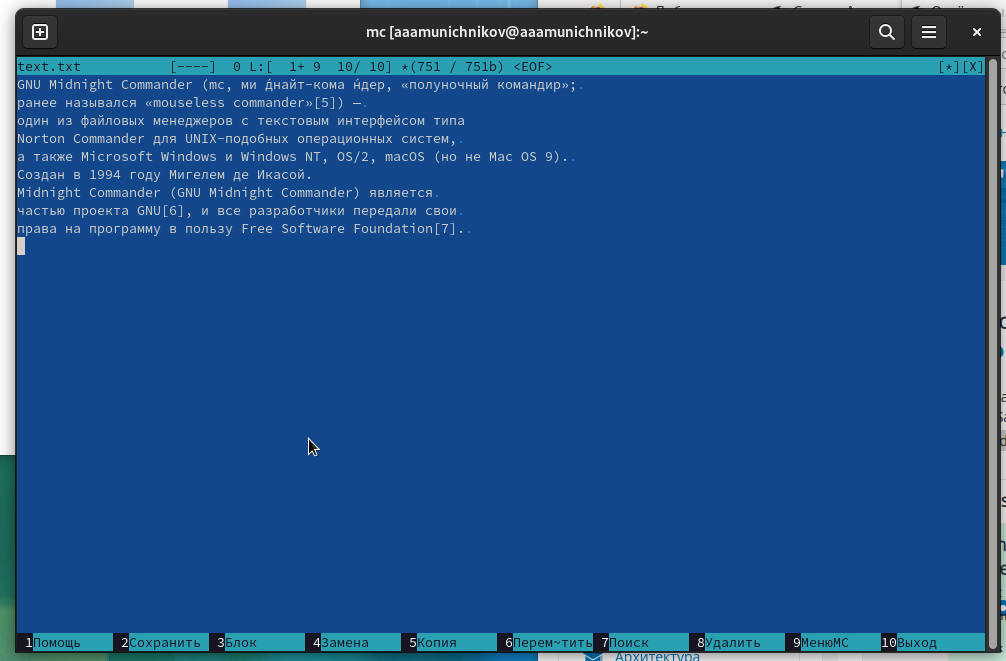 mc [aaamunichnikov@aaamunichnikov]:~
text.txt [----] 0 L:[ 1+ 9 10/ 10] *(751 / 751b) <EOF> [*][X]
GNU Midnight Commander (mc, ми ́днайт-кома ́ндер, «полуночный командир»;
ранее назывался «mouseless commander»[5]) —
один из файловых менеджеров с текстовым интерфейсом типа
Norton Commander для UNIX-подобных операционных систем,
а также Microsoft Windows и Windows NT, OS/2, macOS (но не Mac OS 9).
Создан в 1994 году Мигелем де Икасой.
Midnight Commander (GNU Midnight Commander) является
частью проекта GNU[6], и все разработчики передали свои
права на программу в пользу Free Software Foundation[7].
1Помощь 2Сохранить 3Блок 4Замена 5Копия 6Перем~тить 7Поиск 8Удалить 9МенюMC 10Выход
Архитектура